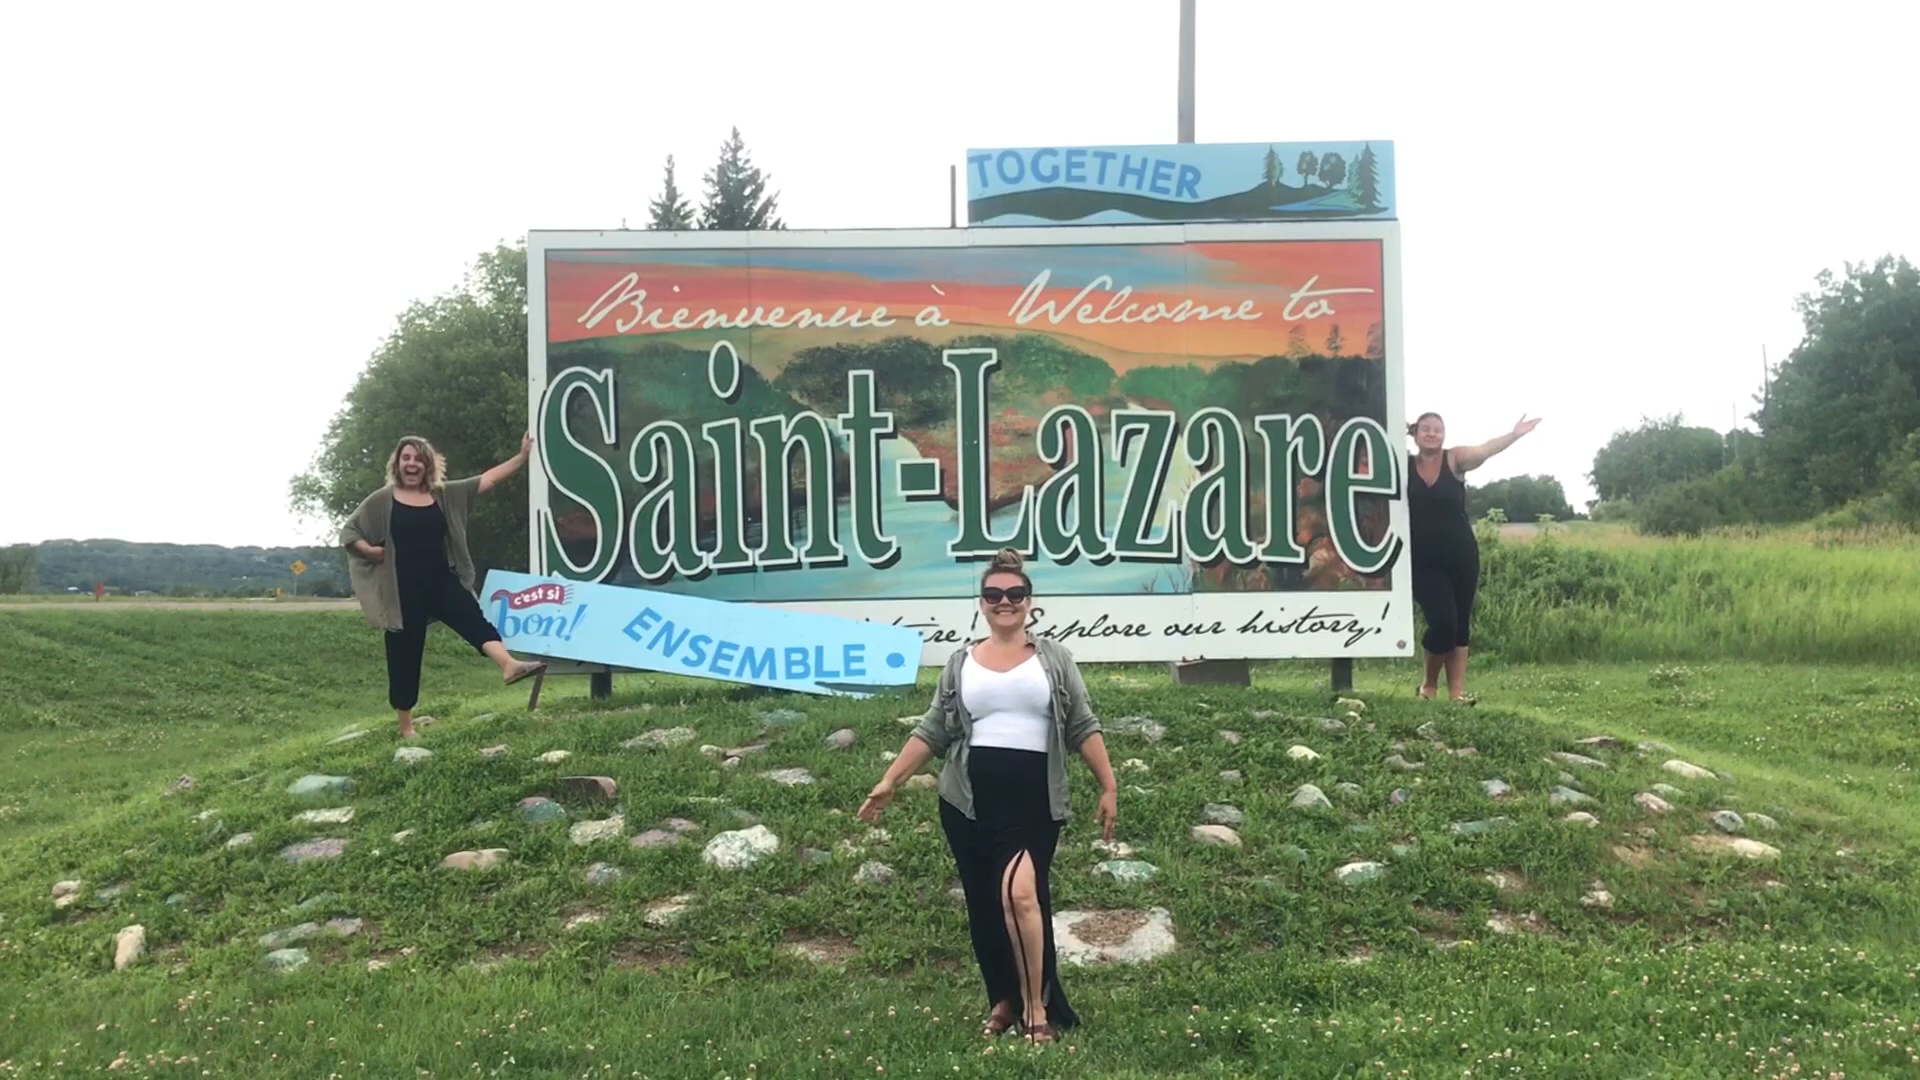 TOGETHER
Bienvenue à Welcome to
Saint-Lazare
c'est si
bon!
ENSEMBLE
Explore our history!